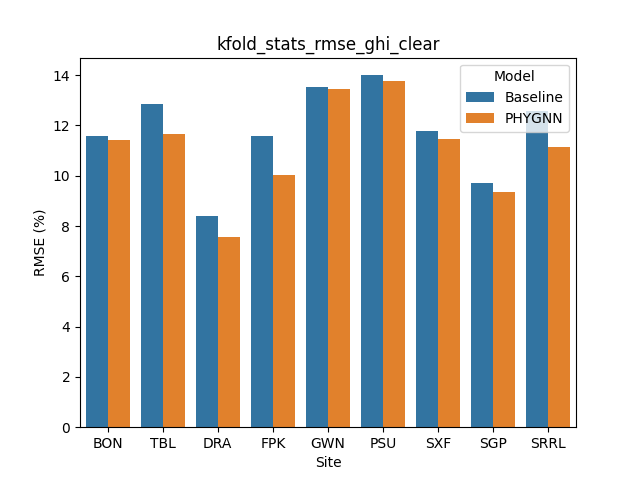 kfold_stats_rmse_ghi_clear
Model
Baseline
PHYGNN
RMSE (%)
14
12
10
8
6
4
2
0
BON TBL DRA FPK GWN PSU SXF SGP SRRL
Site